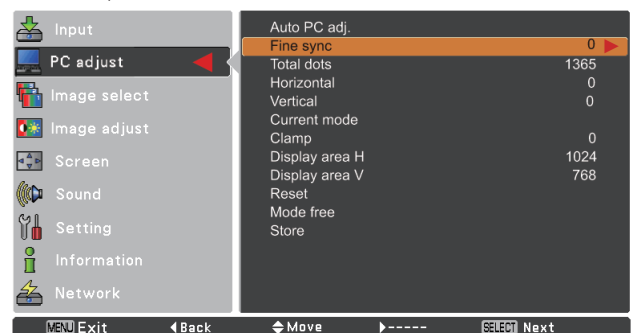 Input
PC adjust
Image select
Image adjust
Screen
Sound
Setting
Information
Network
Auto PC adj.
Fine sync 0
Total dots 1365
Horizontal 0
Vertical 0
Current mode
Clamp 0
Display area H 1024
Display area V 768
Reset
Mode free
Store
MENU Exit ◀Back ◆Move ▶----- SELECT Next